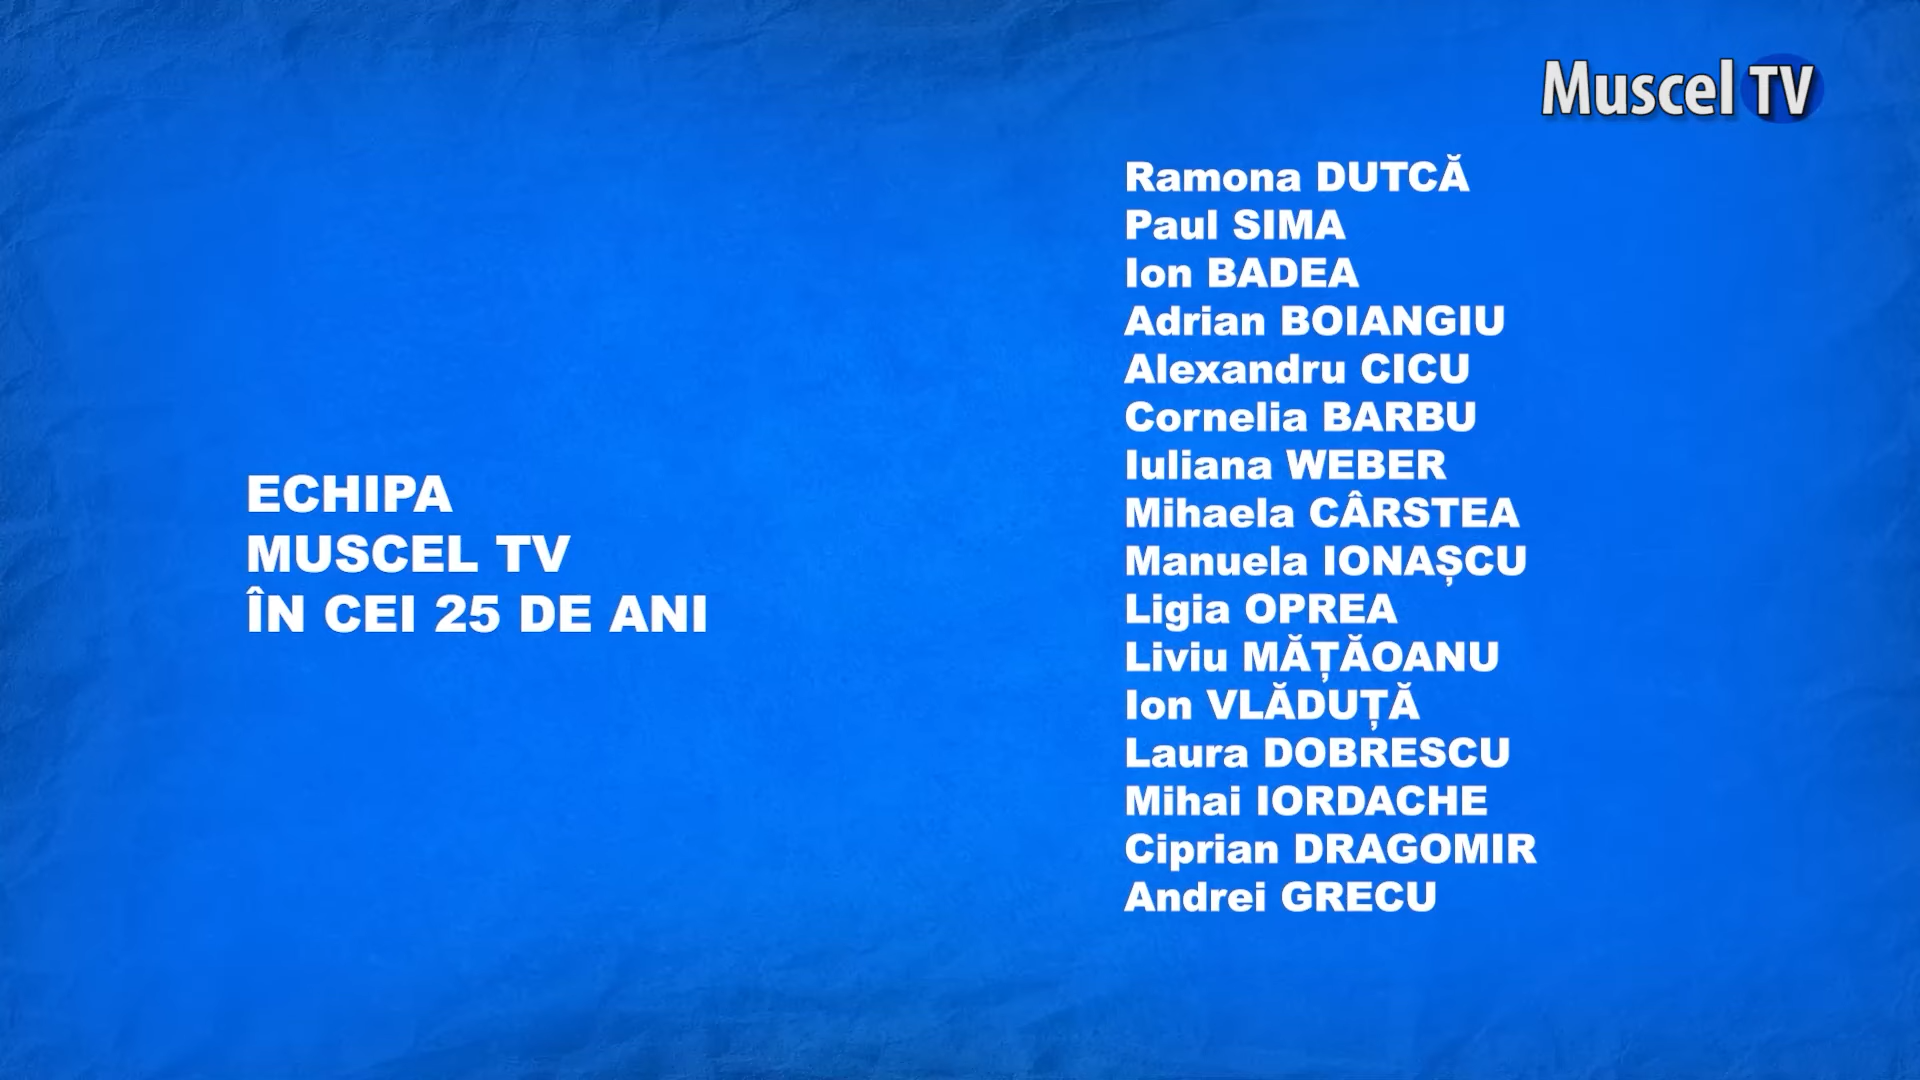 Muscel TV
ECHIPA
MUSCEL TV
ÎN CEI 25 DE ANI
Ramona DUTCĂ
Paul SIMA
Ion BADEA
Adrian BOIANGIU
Alexandru CICU
Cornelia BARBU
Iuliana WEBER
Mihaela CÂRSTEA
Manuela IONAȘCU
Ligia OPREA
Liviu MĂȚĂOANU
Ion VLĂDUȚĂ
Laura DOBRESCU
Mihai IORDACHE
Ciprian DRAGOMIR
Andrei GRECU